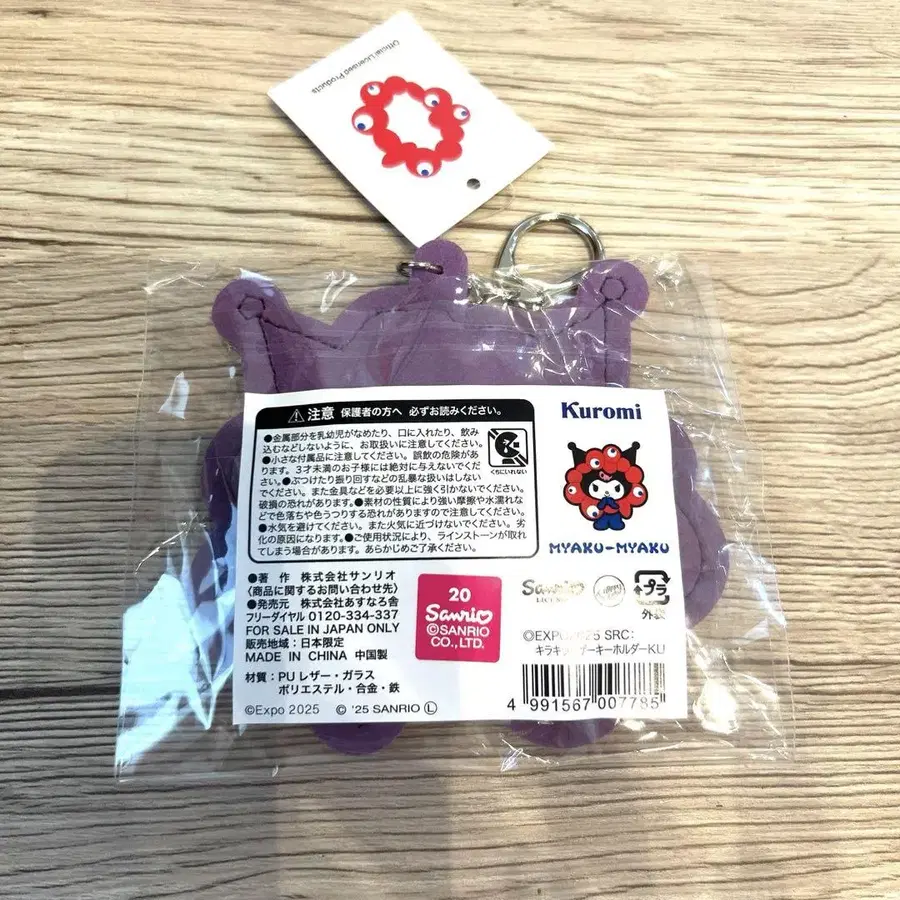 Official Licensed Products
⚠注意 保護者の方へ 必ずお読みください。
●金属部分を乳幼児がなめたり、口に入れたり、飲み
込むなどしないように、お取扱いに注意してください。
●小さな付属品に注意してください。誤飲の危険があ
ります。3才未満のお子様には絶対に与えないでくだ
さい。●ぶつけたり振り回すなどの乱暴な扱いはしない
でください。また金具などを必要以上に強く引かないでください。
破損の恐れがあります。●素材の性質により強い摩擦や水濡れな
どで色落ちや色うつりする恐れがありますので注意してください。
●水気を避けてください。また火気に近づけないでください。劣
化の原因になります。●ご使用状況により、ラインストーンが取れ
てしまう場合があります。あらかじめご了承ください。
くちにいれない
Kuromi
MYAKU-MYAKU
●著 作 株式会社サンリオ
〈商品に関するお問い合わせ先〉
●発売元 株式会社あすなろ舎
フリーダイヤル 0120-334-337
FOR SALE IN JAPAN ONLY
販売地域:日本限定
MADE IN CHINA 中国製
材質:PU レザー・ガラス
ポリエステル・合金・鉄
©Expo 2025 © '25 SANRIO Ⓛ
20
Sanrio
©SANRIO
CO., LTD.
Sanrio
プラ
外袋
©EXPO2025 SRC:
キラキラ ザーキーホルダーKU
4 991567 007785